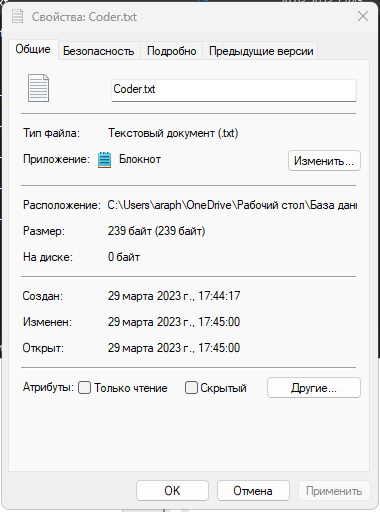 Свойства: Coder.txt
Общие Безопасность Подробно Предыдущие версии
Coder.txt
Тип файла: Текстовый документ (.txt)
Приложение: Блокнот Изменить...
Расположение: C:\Users\araph\OneDrive\Рабочий стол\База дан
Размер: 239 байт (239 байт)
На диске: 0 байт
Создан: 29 марта 2023 г., 17:44:17
Изменен: 29 марта 2023 г., 17:45:00
Открыт: 29 марта 2023 г., 17:45:00
Атрибуты: Только чтение Скрытый Другие...
OK Отмена Применить